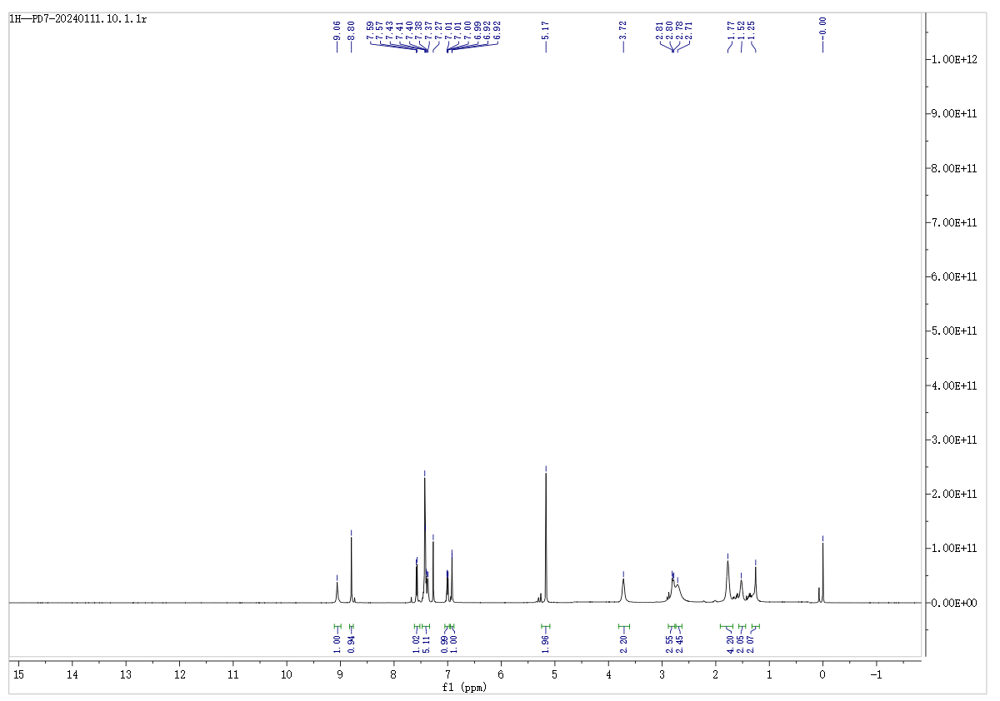 1H—PD7-20240111.10.1.1r
9.06
8.80
7.59
7.57
7.43
7.41
7.40
7.38
7.37
7.27
7.01
7.01
7.00
6.99
6.92
6.92
5.17
3.72
2.81
2.80
2.78
2.71
1.77
1.52
1.25
-0.00
1.00E+12
9.00E+11
8.00E+11
7.00E+11
6.00E+11
5.00E+11
4.00E+11
3.00E+11
2.00E+11
1.00E+11
0.00E+00
1.00
0.94
1.02
5.11
0.99
1.00
1.96
2.20
2.55
2.45
4.20
2.05
2.07
15 14 13 12 11 10 9 8 7 6 5 4 3 2 1 0 -1
f1 (ppm)